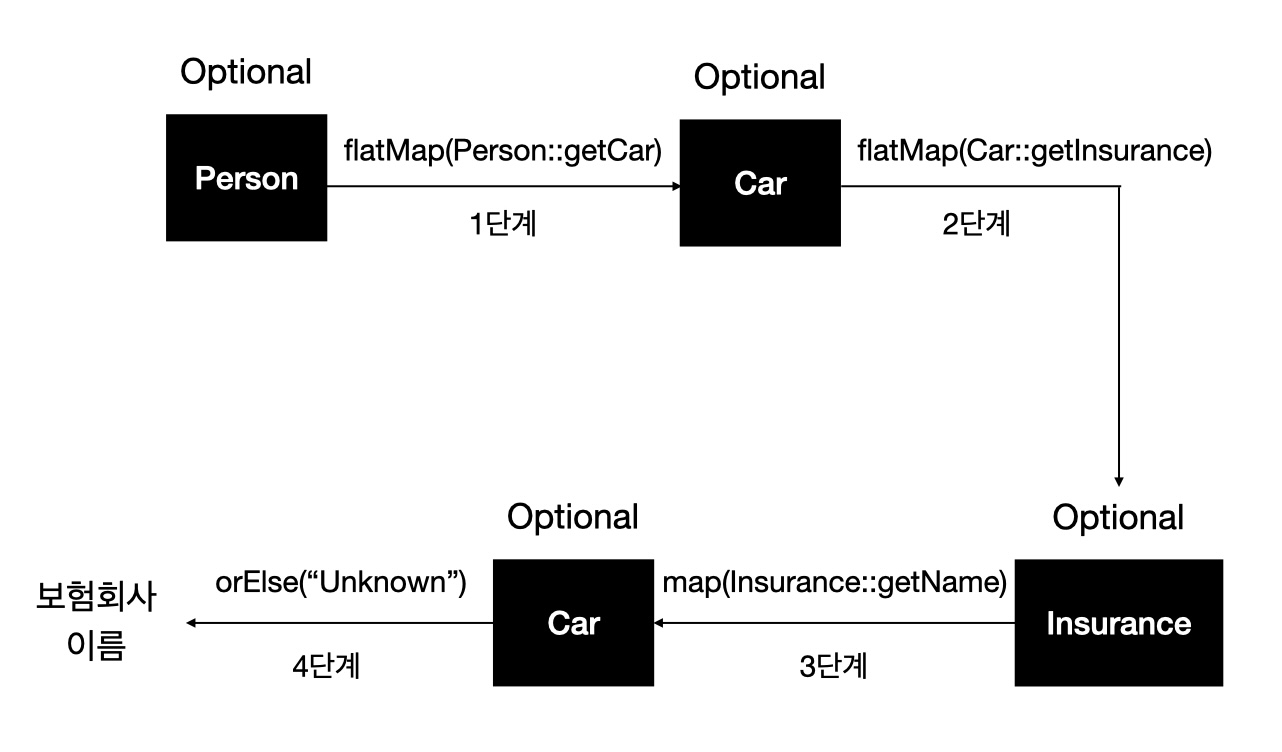 Optional
Person
flatMap(Person::getCar)
1단계
Optional
Car
flatMap(Car::getInsurance)
2단계
Optional
Insurance
map(Insurance::getName)
3단계
Optional
Car
orElse(“Unknown”)
4단계
보험회사
이름